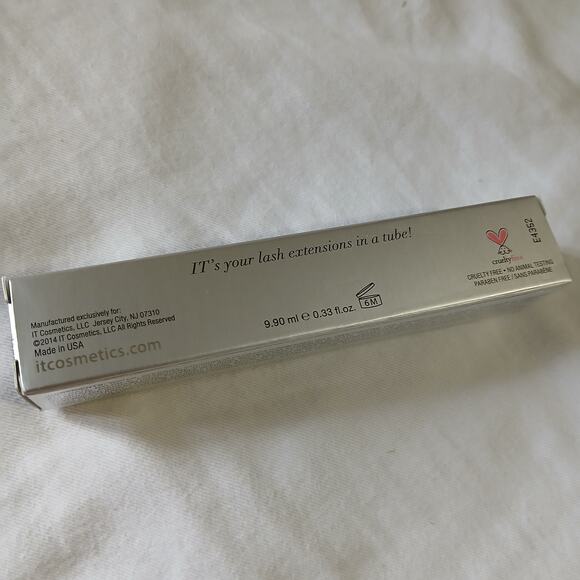 IT's your lash extensions in a tube!
Manufactured exclusively for:
IT Cosmetics, LLC Jersey City, NJ 07310
©2014 IT Cosmetics, LLC All Rights Reserved
Made in USA
itcosmetics.com
9.90 ml ℮ 0.33 fl.oz.
6M
crueltyfree
CRUELTY FREE • NO ANIMAL TESTING
PARABEN FREE / SANS PARABÈNE
E4352